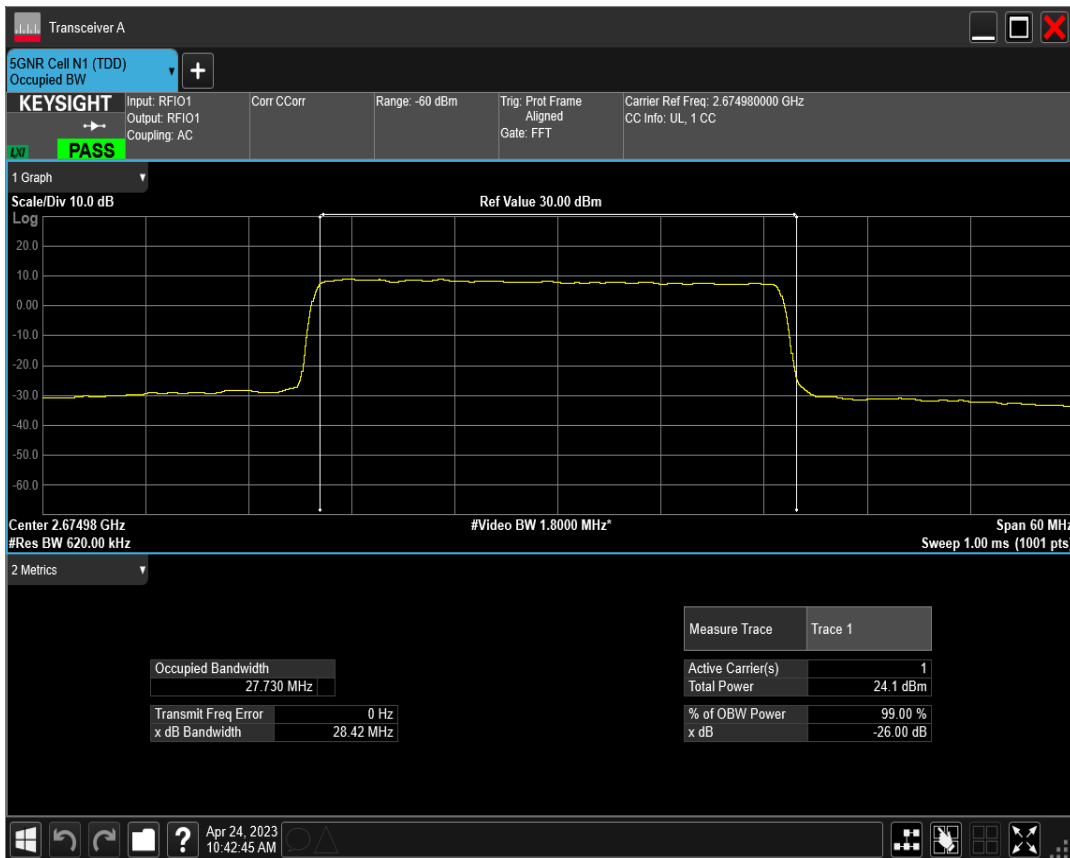 Transceiver A
5GNR Cell N1 (TDD)
Occupied BW
+
KEYSIGHT
LXI
PASS
Input: RFIO1
Output: RFIO1
Coupling: AC
Corr CCorr
Range: -60 dBm
Trig: Prot Frame
Aligned
Gate: FFT
Carrier Ref Freq: 2.674980000 GHz
CC Info: UL, 1 CC
1 Graph
Scale/Div 10.0 dB
Ref Value 30.00 dBm
Log
20.0
10.0
0.00
-10.0
-20.0
-30.0
-40.0
-50.0
-60.0
Center 2.67498 GHz
#Video BW 1.8000 MHz*
Span 60 MHz
#Res BW 620.00 kHz
Sweep 1.00 ms (1001 pts)
2 Metrics
Measure Trace Trace 1
Occupied Bandwidth
27.730 MHz
Active Carrier(s) 1
Total Power 24.1 dBm
Transmit Freq Error 0 Hz
x dB Bandwidth 28.42 MHz
% of OBW Power 99.00 %
x dB -26.00 dB
?
Apr 24, 2023
10:42:45 AM